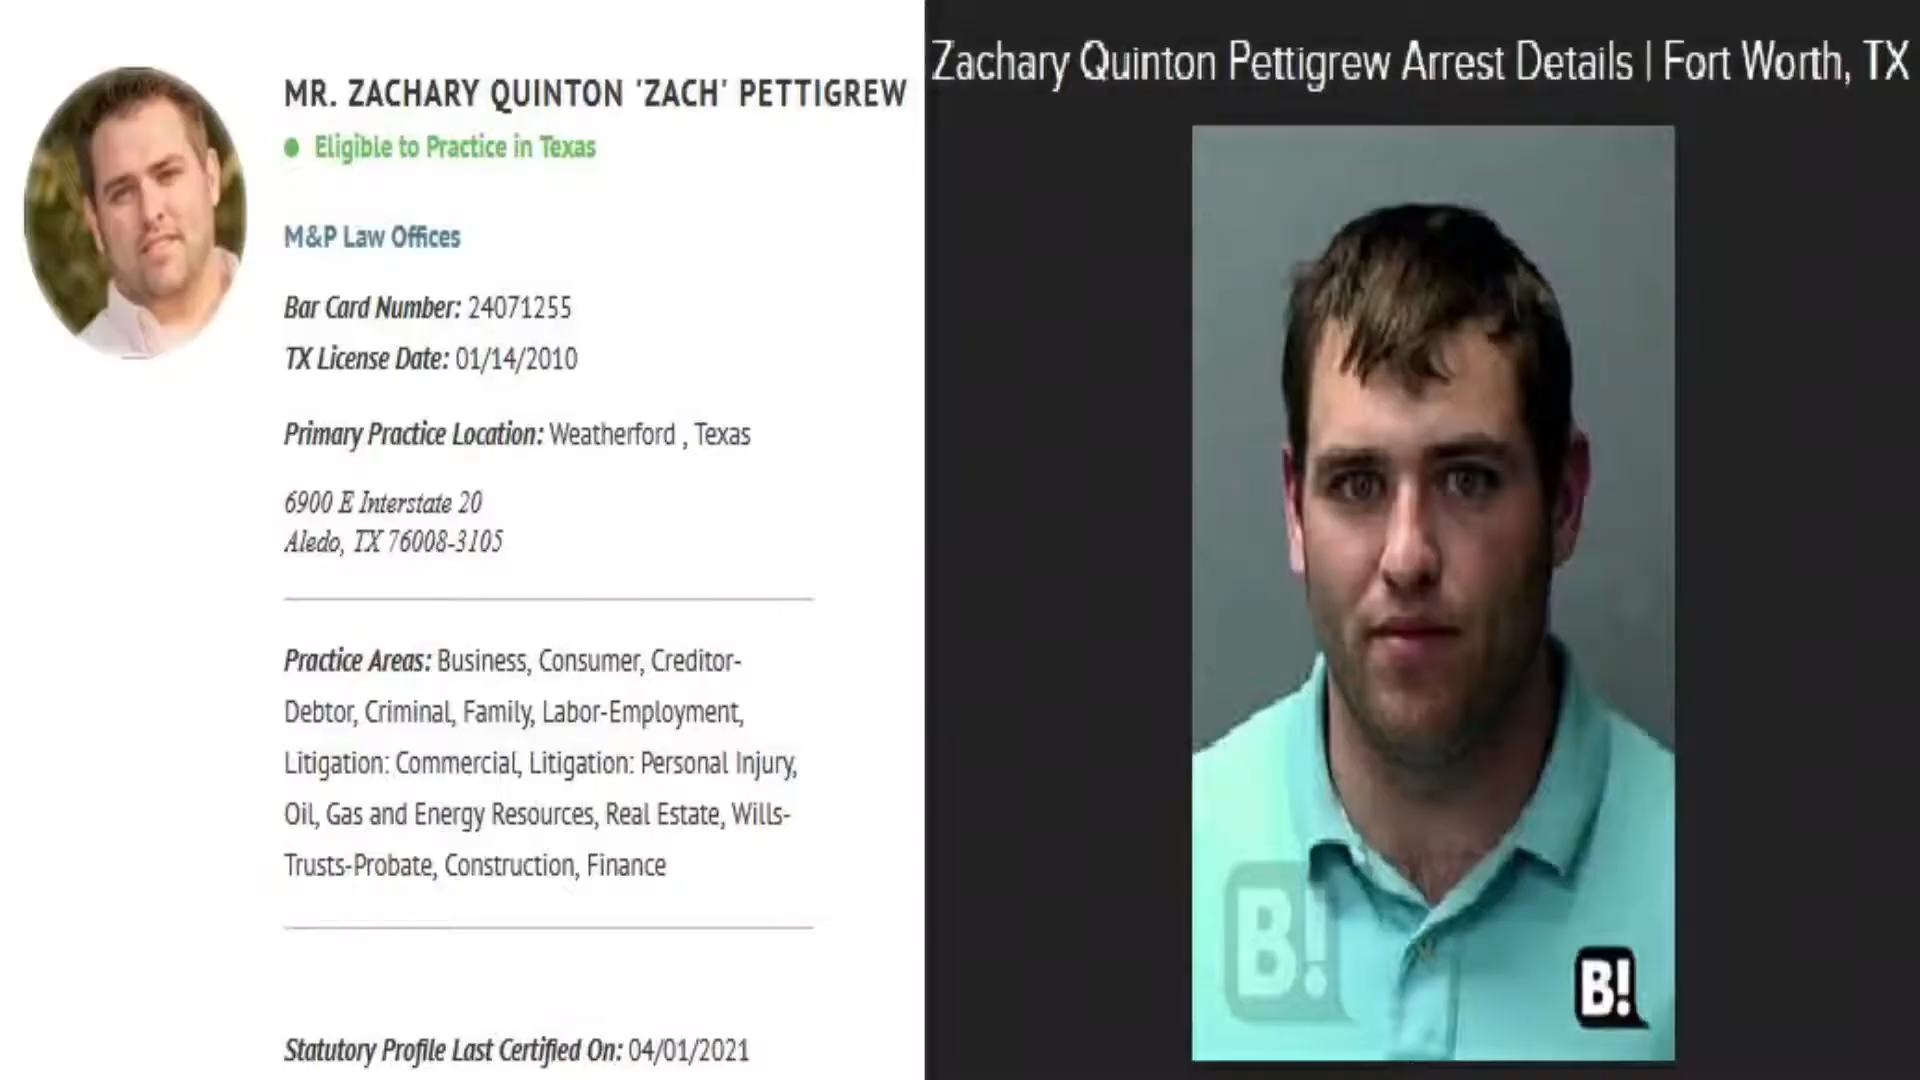 MR. ZACHARY QUINTON 'ZACH' PETTIGREW
Eligible to Practice in Texas
M&P Law Offices
Bar Card Number: 24071255
TX License Date: 01/14/2010
Primary Practice Location: Weatherford , Texas
6900 E Interstate 20
Aledo, TX 76008-3105
Practice Areas: Business, Consumer, Creditor-
Debtor, Criminal, Family, Labor-Employment,
Litigation: Commercial, Litigation: Personal Injury,
Oil, Gas and Energy Resources, Real Estate, Wills-
Trusts-Probate, Construction, Finance
Statutory Profile Last Certified On: 04/01/2021
Zachary Quinton Pettigrew Arrest Details | Fort Worth, TX
B!
B!